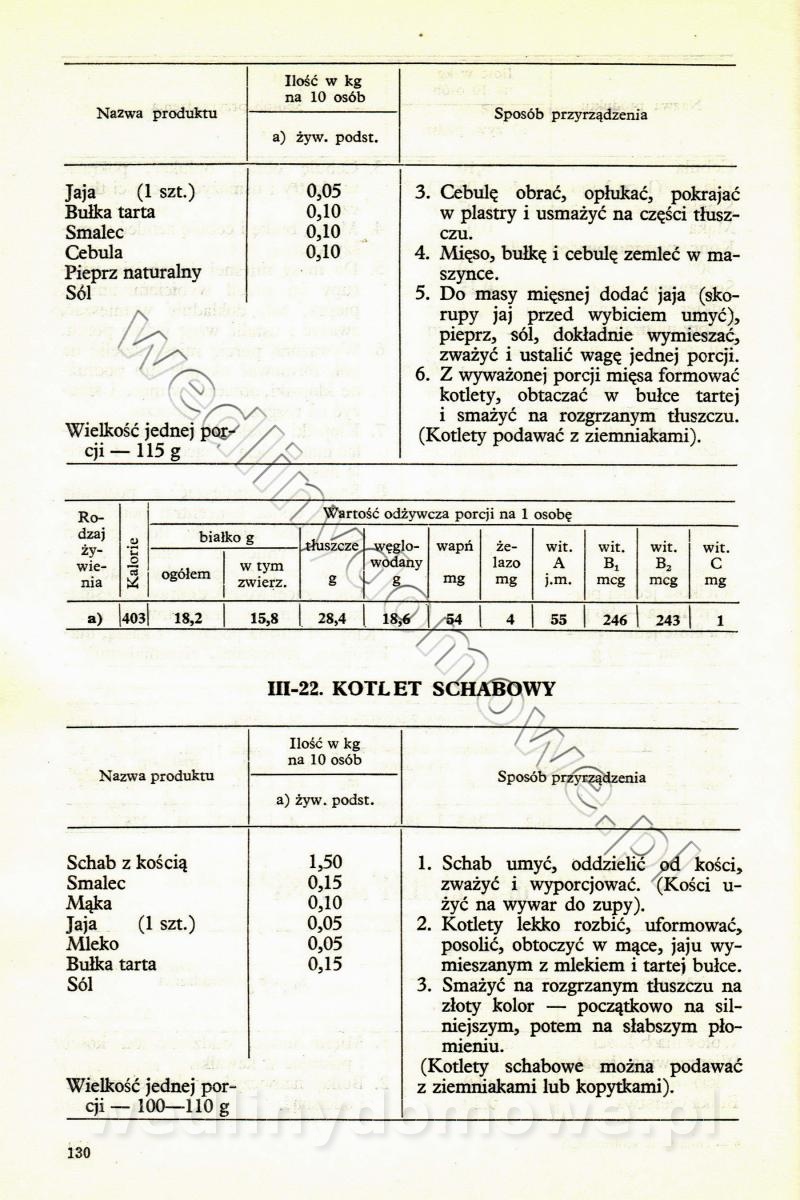 Nazwa produktu
Ilość w kg
na 10 osób
a) żyw. podst.
Sposób przyrządzenia
Jaja (1 szt.) 0,05
Bułka tarta 0,10
Smalec 0,10
Cebula 0,10
Pieprz naturalny
Sól
Wielkość jednej por-
cji — 115 g
3. Cebulę obrać, opłukać, pokrajać
w plastry i usmażyć na części tłusz-
czu.
4. Mięso, bułkę i cebulę zemleć w ma-
szynce.
5. Do masy mięsnej dodać jaja (sko-
rupy jaj przed wybiciem umyć),
pieprz, sól, dokładnie wymieszać,
zważyć i ustalić wagę jednej porcji.
6. Z wyważonej porcji mięsa formować
kotlety, obtaczać w bułce tartej
i smażyć na rozgrzanym tłuszczu.
(Kotlety podawać z ziemniakami).
Ro-
dzaj
ży-
wie-
nia
Kalorie
Wartość odżywcza porcji na 1 osobę
białko g
ogółem
w tym
zwierz.
tłuszcze
g
węglo-
wodany
g
wapń
mg
że-
lazo
mg
wit.
A
j.m.
wit.
B₁
mcg
wit.
B₂
mcg
wit.
C
mg
a) 403 18,2 15,8 28,4 18,6 54 4 55 246 243 1
III-22. KOTLET SCHABOWY
Nazwa produktu
Ilość w kg
na 10 osób
a) żyw. podst.
Sposób przyrządzenia
Schab z kością 1,50
Smalec 0,15
Mąka 0,10
Jaja (1 szt.) 0,05
Mleko 0,05
Bułka tarta 0,15
Sól
Wielkość jednej por-
cji — 100—110 g
1. Schab umyć, oddzielić od kości,
zważyć i wyporcjować. (Kości u-
żyć na wywar do zupy).
2. Kotlety lekko rozbić, uformować,
posolić, obtoczyć w mące, jaju wy-
mieszanym z mlekiem i tartej bułce.
3. Smażyć na rozgrzanym tłuszczu na
złoty kolor — początkowo na sil-
niejszym, potem na słabszym pło-
mieniu.
(Kotlety schabowe można podawać
z ziemniakami lub kopytkami).
130
wedlinydomowe.pl
wedlinydomowe.pl